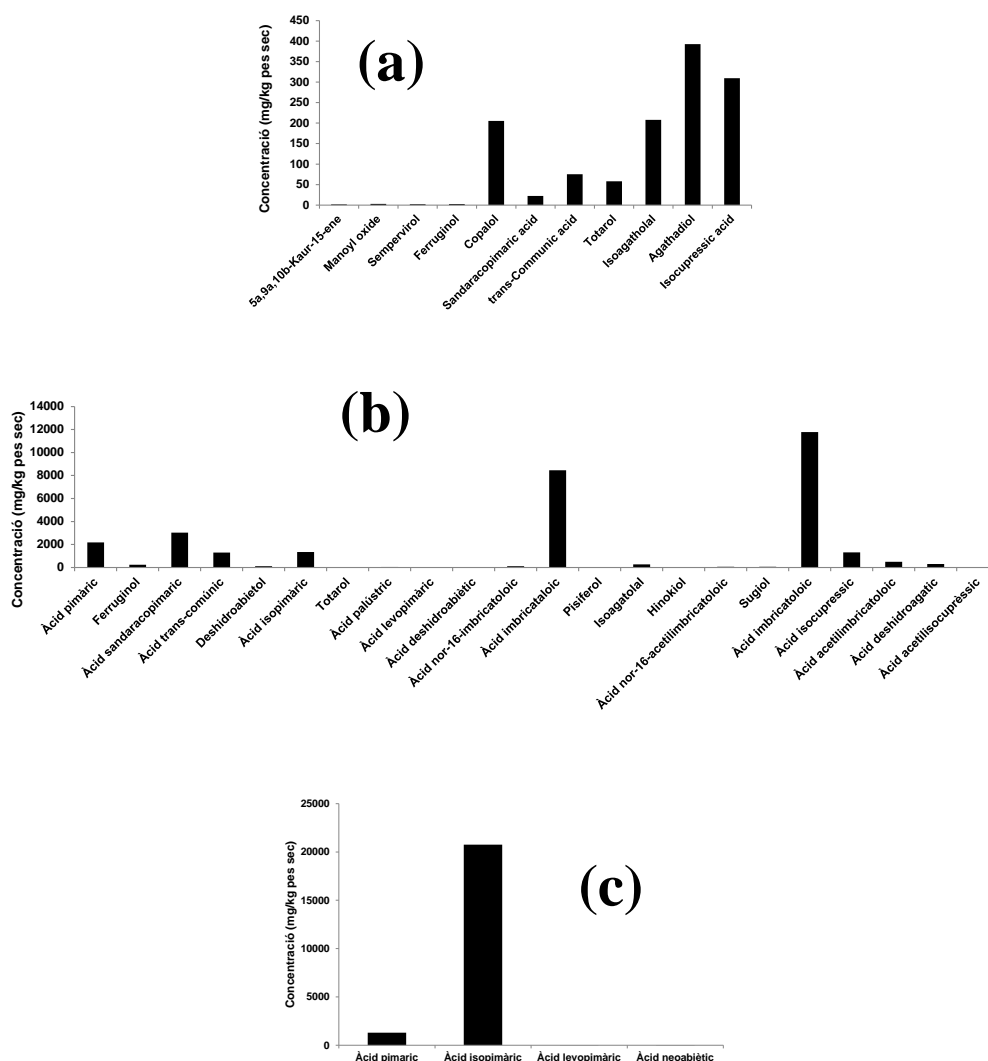 (a)
Concentració (mg/kg pes sec)
450
400
350
300
250
200
150
100
50
0
5a,9a,10b-Kaur-15-ene
Manoyl oxide
Sempervirol
Ferruginol
Copalol
Sandaracopimaric acid
trans-Communic acid
Totarol
Isoagatholal
Agathadiol
Isocupressic acid
(b)
Concentració (mg/kg pes sec)
14000
12000
10000
8000
6000
4000
2000
0
Àcid pimàric
Ferruginol
Àcid sandaracopimaric
Àcid trans-comúnic
Deshidroabietol
Àcid isopimàric
Totarol
Àcid palústric
Àcid levopimàric
Àcid deshidroabiètic
Àcid nor-16-imbricatoloic
Àcid imbricataloic
Pisiferol
Isoagatolal
Hinokiol
Àcid nor-16-acetilimbricatoloic
Sugiol
Àcid imbricatoloic
Àcid isocupressic
Àcid acetilimbricatoloic
Àcid deshidroagatic
Àcid acetilisocuprèssic
(c)
Concentració (mg/kg pes sec)
25000
20000
15000
10000
5000
0
Àcid pimaric
Àcid isopimàric
Àcid levopimàric
Àcid neoabiètic